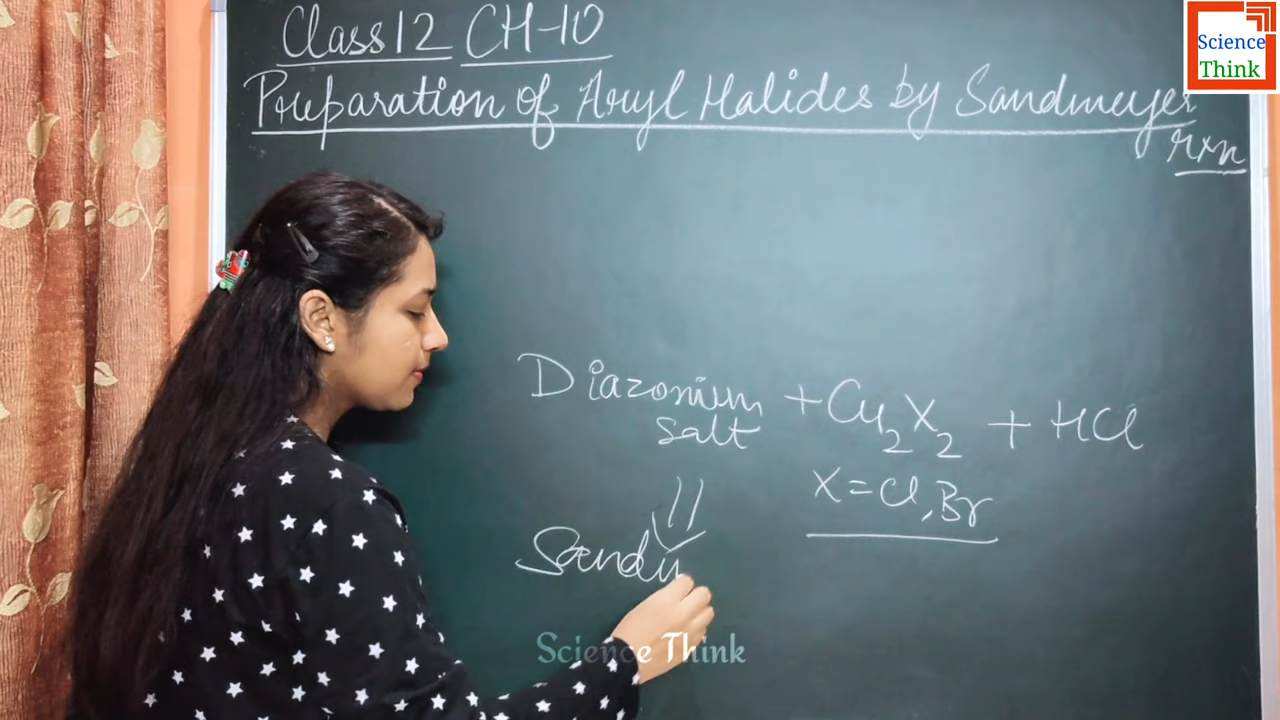 Class 12 CH-10
Preparation of Aryl Halides by Sandmeyer
rxn
Science
Think
Diazonium + Cu2X2 + HCl
salt
X=Cl,Br
Science Think